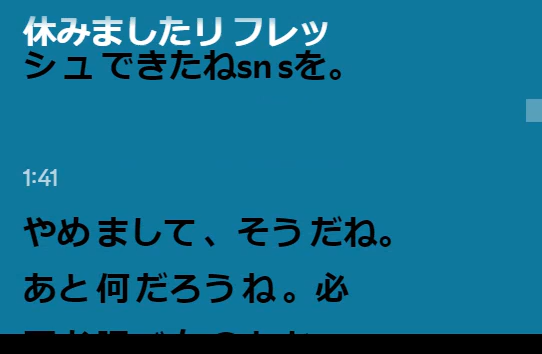 休みましたリフレッ
シュできたねsnsを。
1:41
やめまして、そうだね。
あと何だろうね。必